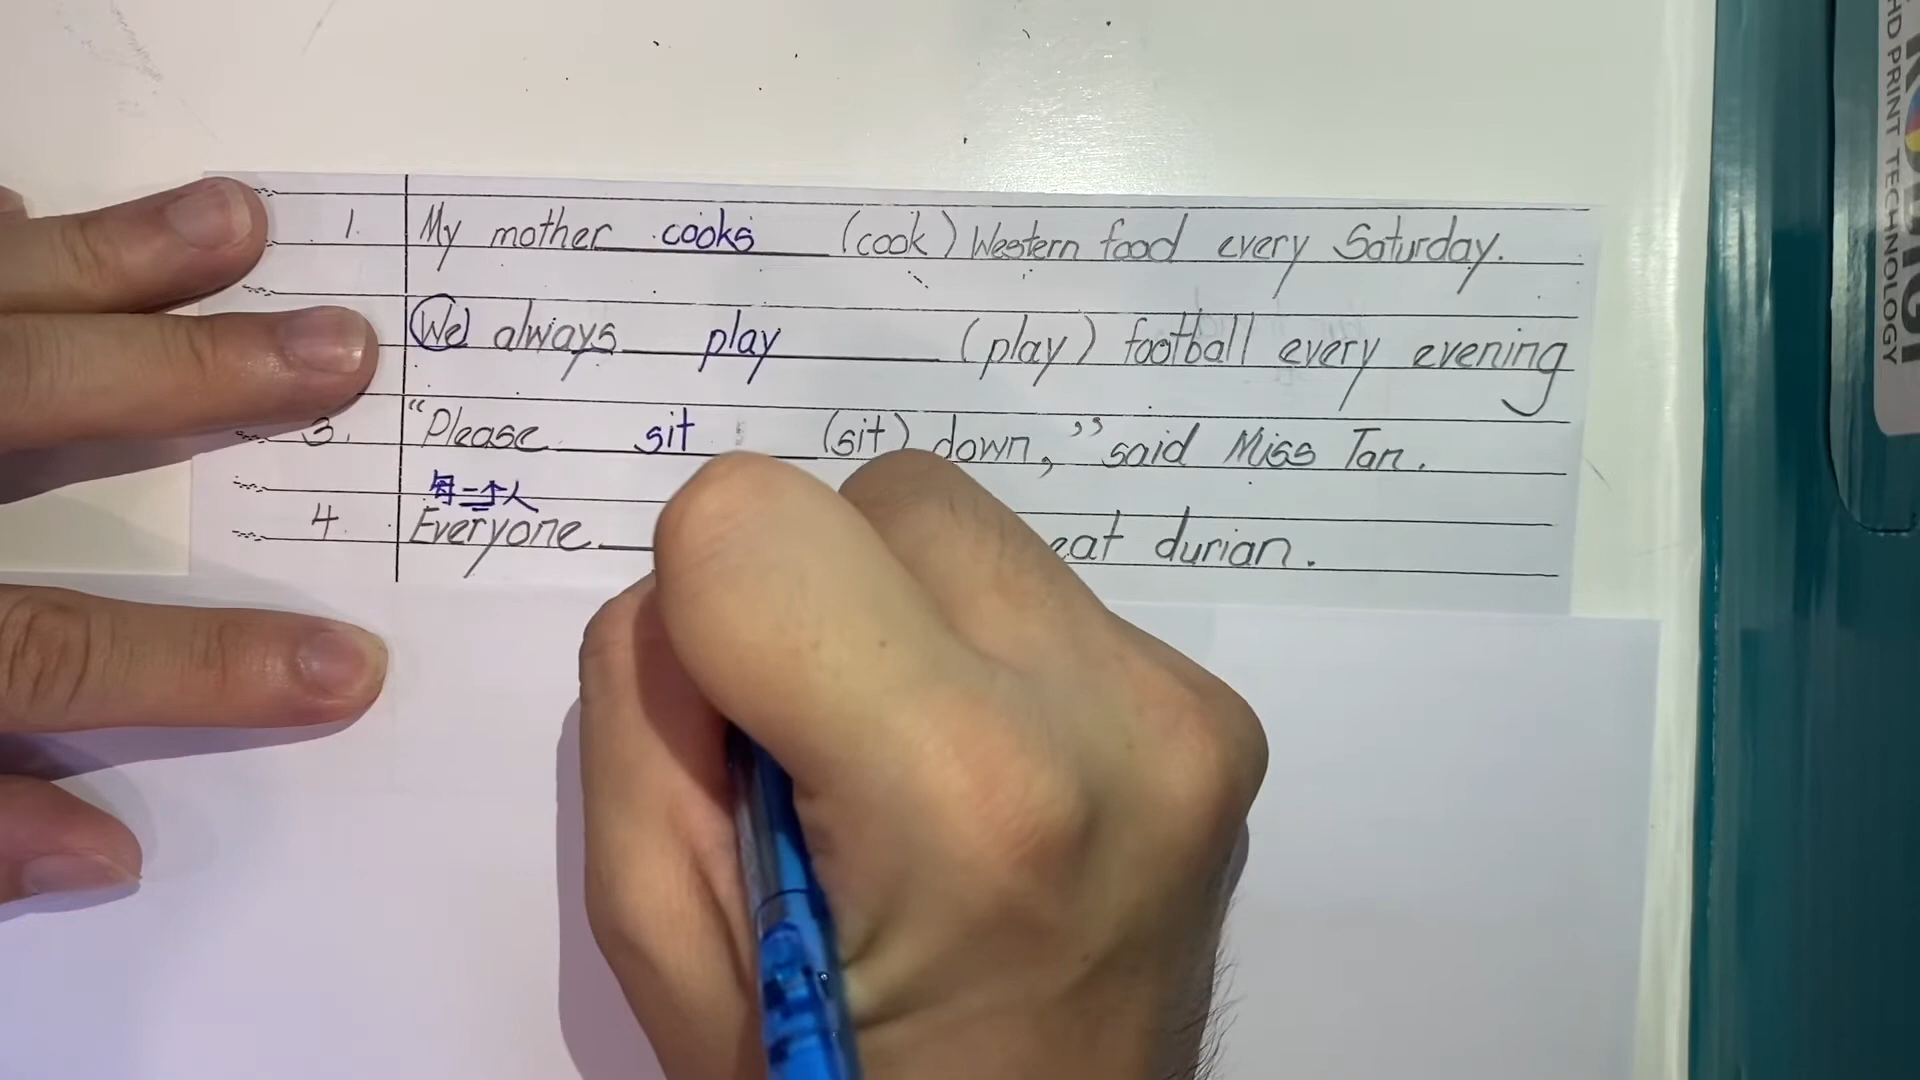 1. My mother cooks (cook) Western food every Saturday.
We always play (play) football every evening
3. "Please sit (sit) down," said Miss Tan.
每一个人
4. Everyone eat durian.
HD PRINT TECHNOLOGY